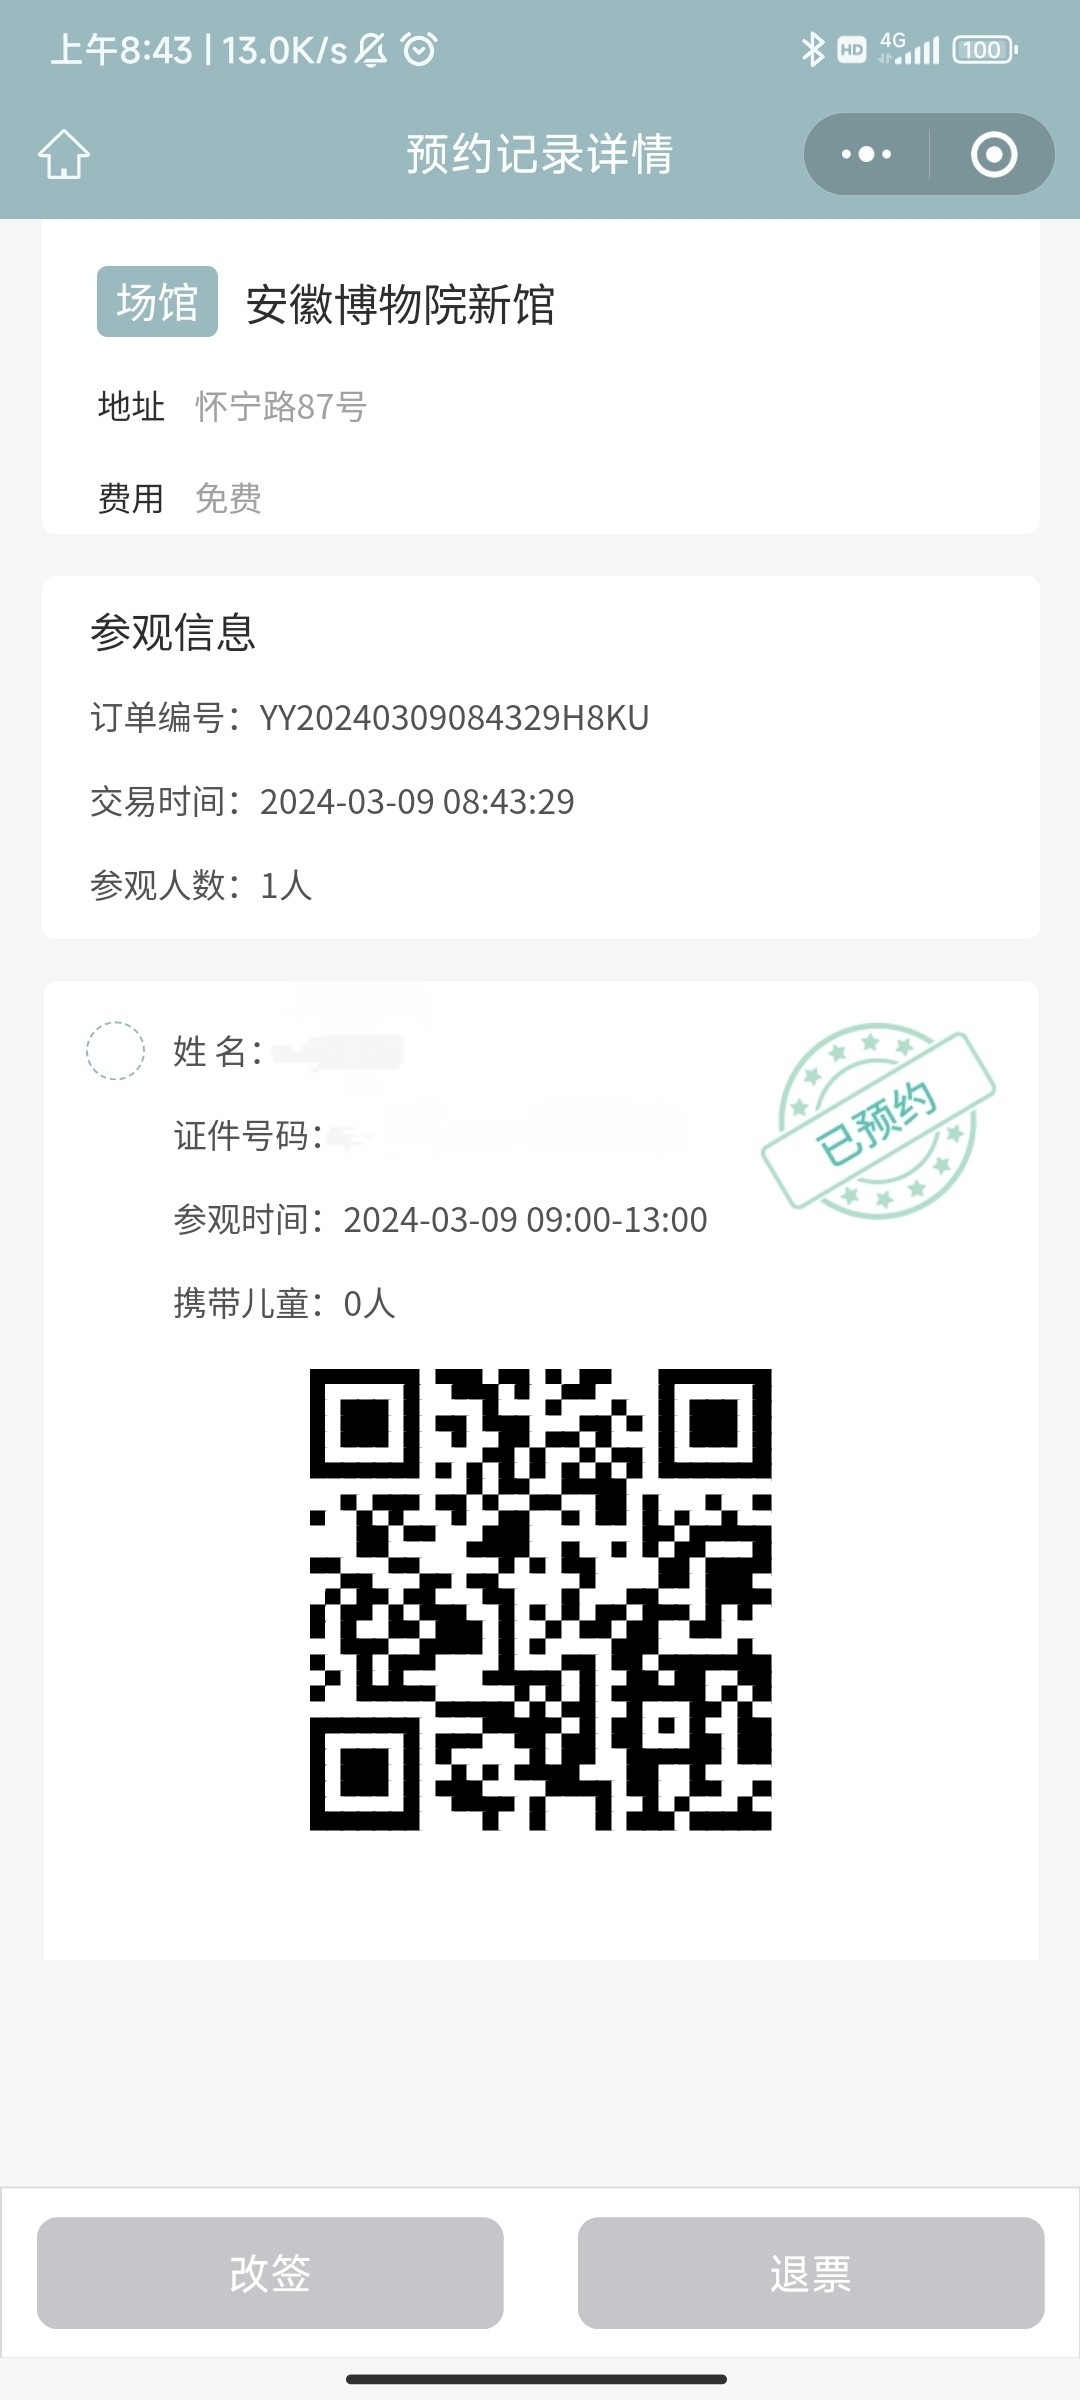 上午8:43 | 13.0K/s
HD 4G 100
预约记录详情
场馆 安徽博物院新馆
地址 怀宁路87号
费用 免费
参观信息
订单编号：YY20240309084329H8KU
交易时间：2024-03-09 08:43:29
参观人数：1人
姓 名：
已预约
证件号码：
参观时间：2024-03-09 09:00-13:00
携带儿童：0人
改签 退票